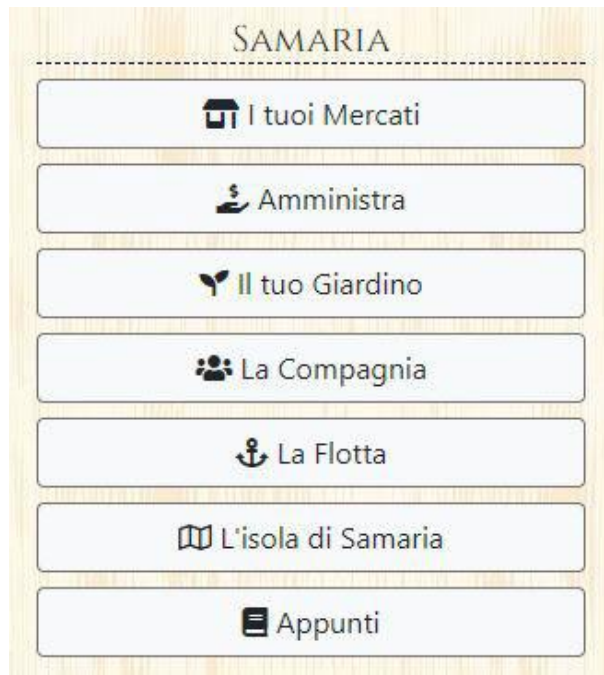 SAMARIA
I tuoi Mercati
Amministra
Il tuo Giardino
La Compagnia
La Flotta
L'isola di Samaria
Appunti